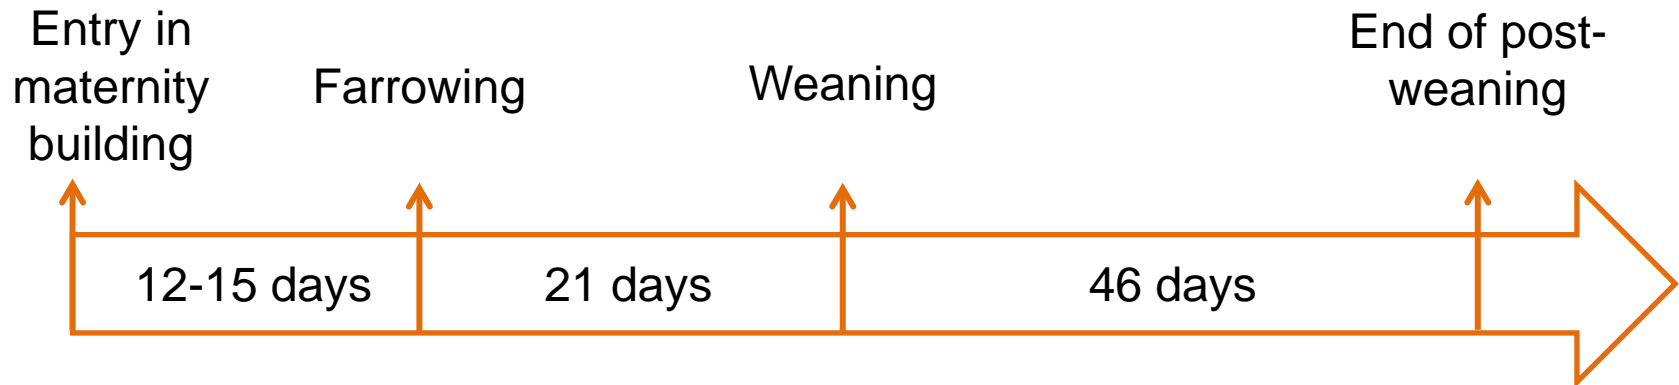 Entry in
maternity
building
Farrowing
Weaning
End of post-
weaning
12-15 days
21 days
46 days